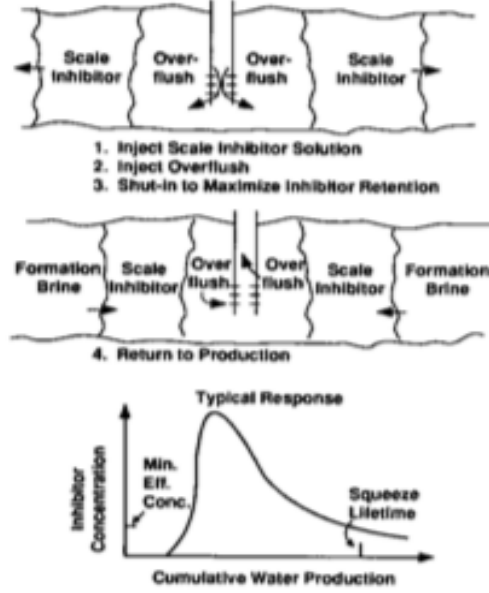 Scale
Inhibitor
Over-
flush
Over-
flush
Scale
Inhibitor
1. Inject Scale Inhibitor Solution
2. Inject Overflush
3. Shut-in to Maximize Inhibitor Retention
Formation
Brine
Scale
Inhibitor
Over
flush
Over
flush
Scale
Inhibitor
Formation
Brine
4. Return to Production
Typical Response
Inhibitor
Concentration
Min.
Eff.
Conc.
Squeeze
Lifetime
Cumulative Water Production